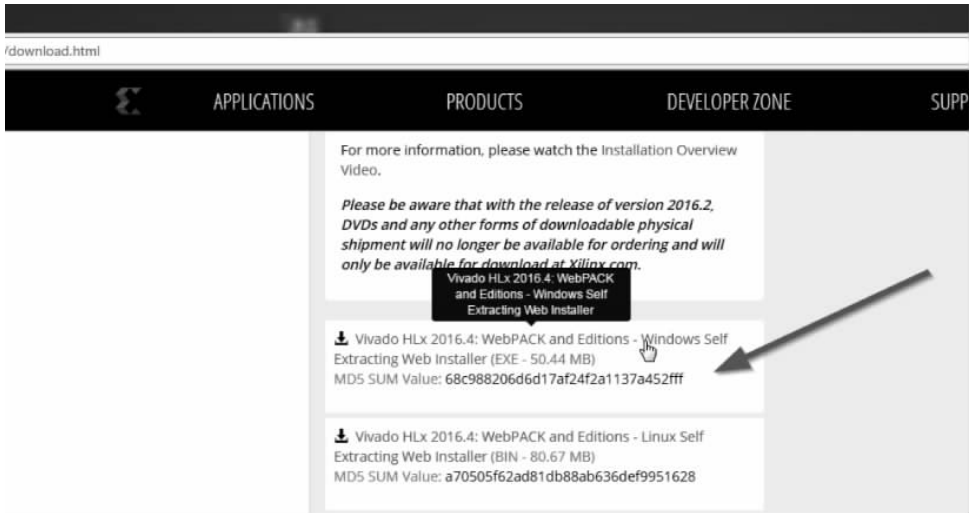 /download.html
APPLICATIONS PRODUCTS DEVELOPER ZONE SUPP
For more information, please watch the Installation Overview
Video.
Please be aware that with the release of version 2016.2,
DVDs and any other forms of downloadable physical
shipment will no longer be available for ordering and will
only be available for download at Xilinx.com.
Vivado HLx 2016.4: WebPACK
and Editions - Windows Self
Extracting Web Installer
Vivado HLx 2016.4: WebPACK and Editions - Windows Self
Extracting Web Installer (EXE - 50.44 MB)
MD5 SUM Value: 68c988206d6d17af24f2a1137a452fff
Vivado HLx 2016.4: WebPACK and Editions - Linux Self
Extracting Web Installer (BIN - 80.67 MB)
MD5 SUM Value: a70505f62ad81db88ab636def9951628